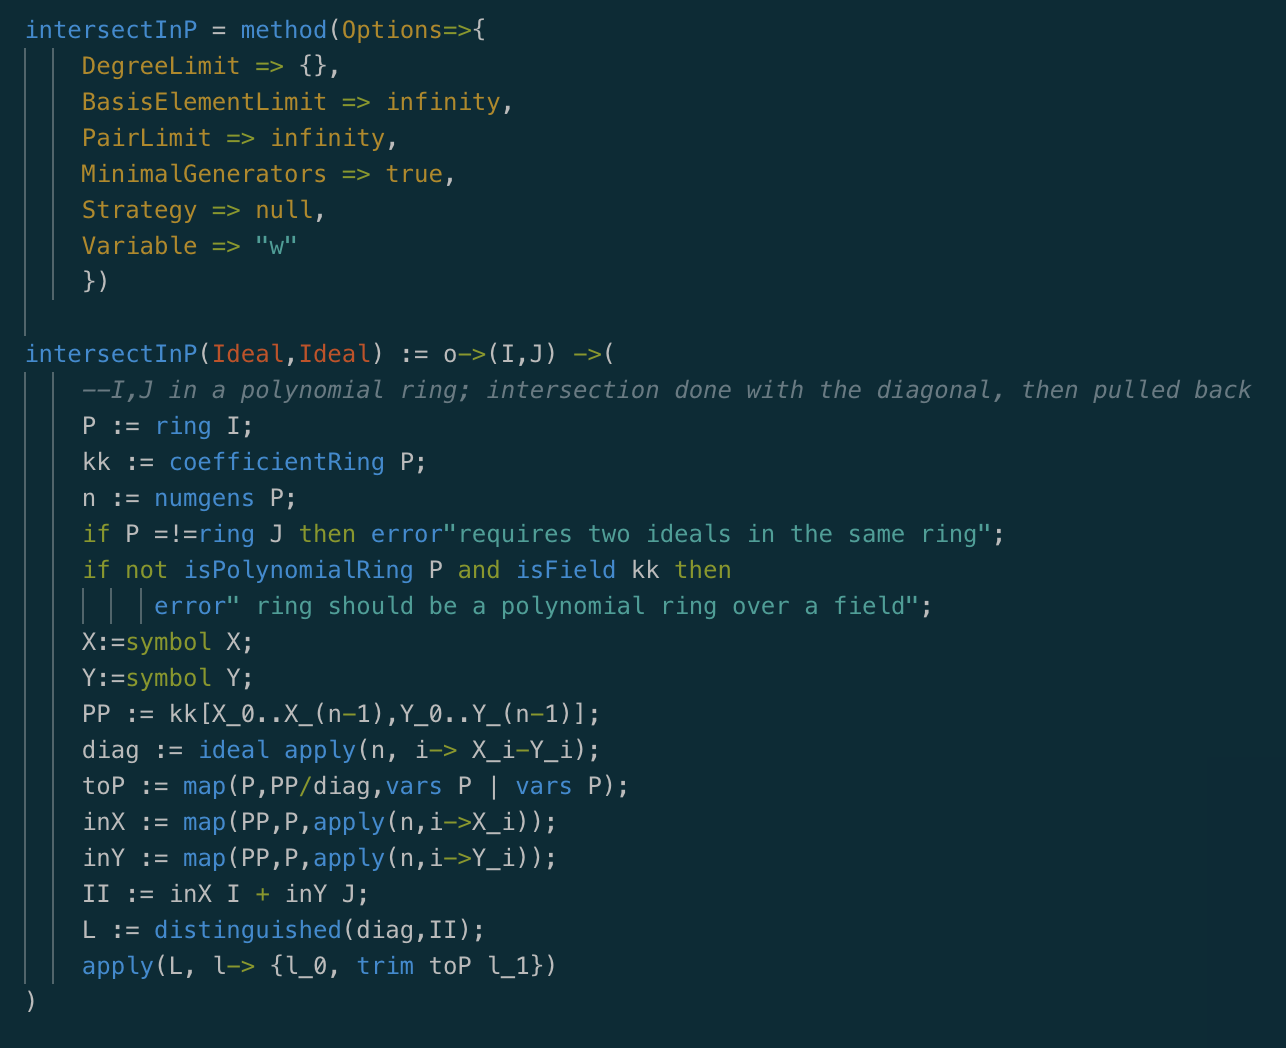 intersectInP = method(Options=>{
DegreeLimit => {},
BasisElementLimit => infinity,
PairLimit => infinity,
MinimalGenerators => true,
Strategy => null,
Variable => "w"
})
intersectInP(Ideal,Ideal) := o->(I,J) ->(
--I,J in a polynomial ring; intersection done with the diagonal, then pulled back
P := ring I;
kk := coefficientRing P;
n := numgens P;
if P =!=ring J then error"requires two ideals in the same ring";
if not isPolynomialRing P and isField kk then
error" ring should be a polynomial ring over a field";
X:=symbol X;
Y:=symbol Y;
PP := kk[X_0..X_(n-1),Y_0..Y_(n-1)];
diag := ideal apply(n, i-> X_i-Y_i);
toP := map(P,PP/diag,vars P | vars P);
inX := map(PP,P,apply(n,i->X_i));
inY := map(PP,P,apply(n,i->Y_i));
II := inX I + inY J;
L := distinguished(diag,II);
apply(L, l-> {l_0, trim toP l_1})
)